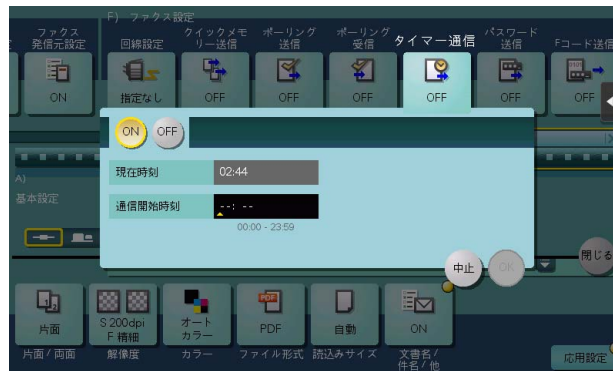 F) ファクス設定
ファクス
発信元設定
回線設定
クイックメモ
リー送信
ポーリング
送信
ポーリング
受信
タイマー通信
パスワード
送信
Fコード送信
ON
指定なし
OFF
OFF
OFF
OFF
OFF
OFF
ON
OFF
現在時刻
02:44
通信開始時刻
--: --
00:00 - 23:59
A)
基本設定
中止
OK
閉じる
片面
S 200dpi
F 精細
オート
カラー
PDF
PDF
自動
ON
片面/両面
解像度
カラー
ファイル形式
読込みサイズ
文書名/
件名/他
応用設定